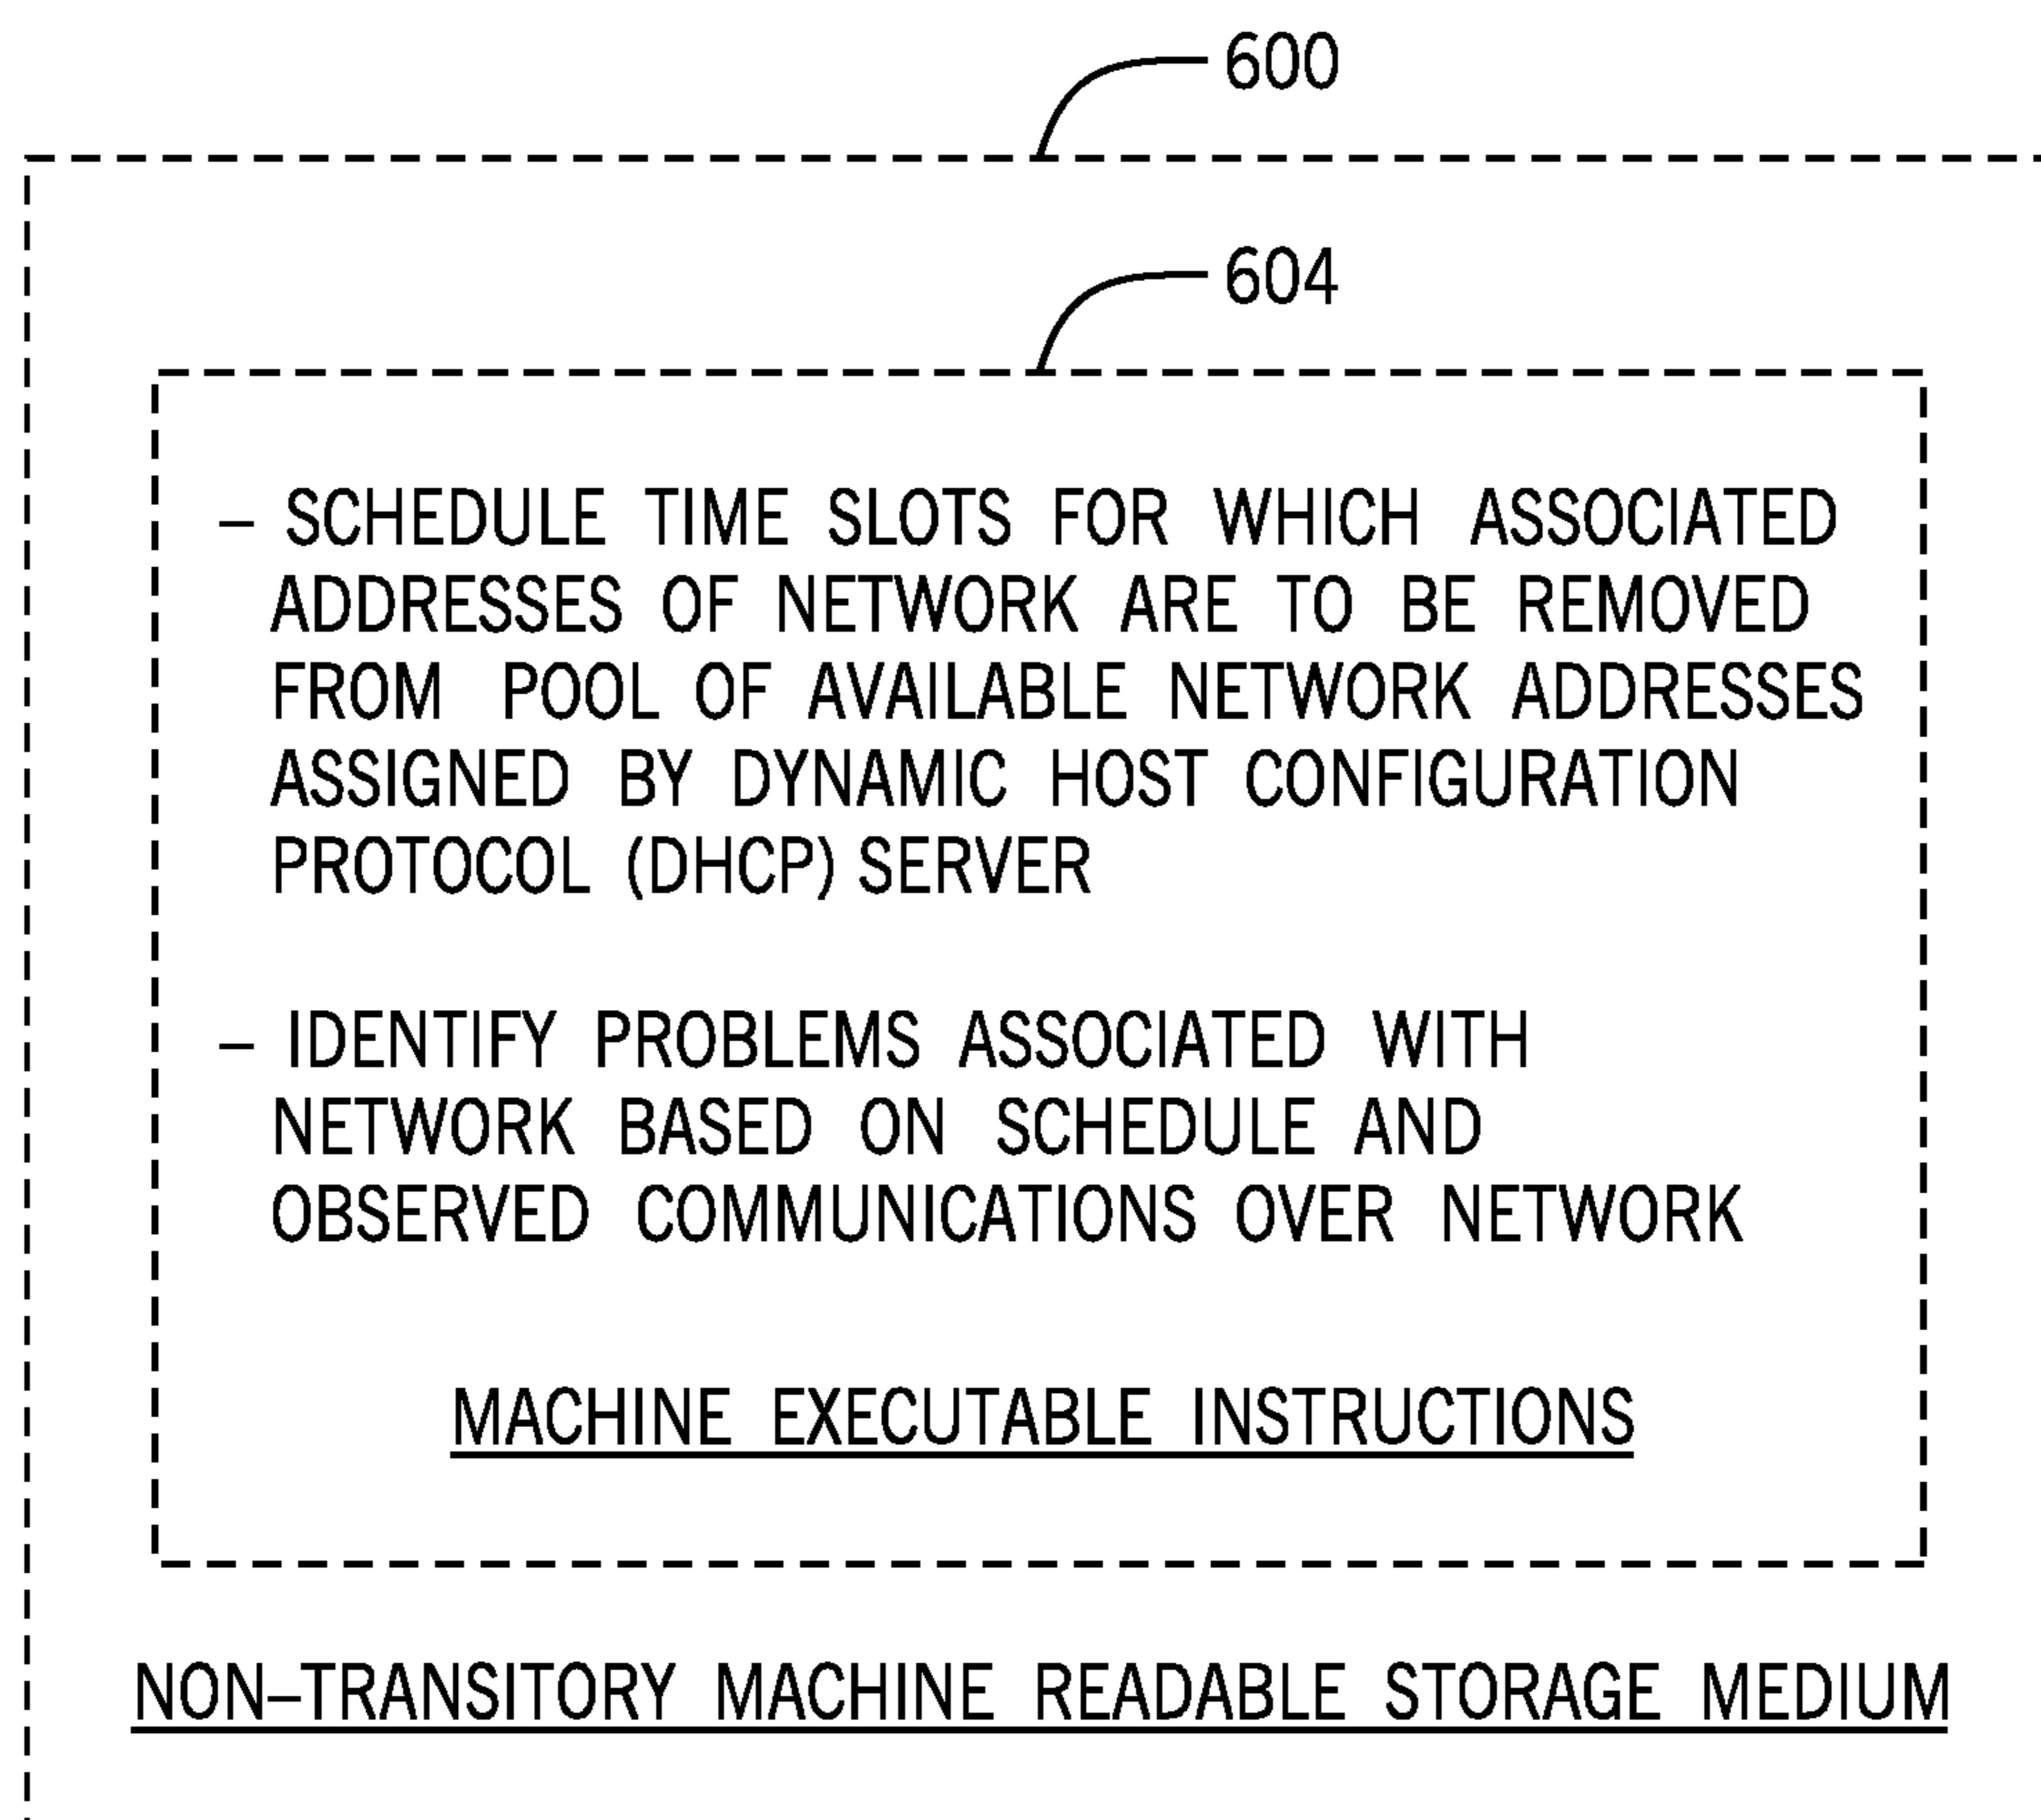 600
604
– SCHEDULE TIME SLOTS FOR WHICH ASSOCIATED
ADDRESSES OF NETWORK ARE TO BE REMOVED
FROM POOL OF AVAILABLE NETWORK ADDRESSES
ASSIGNED BY DYNAMIC HOST CONFIGURATION
PROTOCOL (DHCP) SERVER
– IDENTIFY PROBLEMS ASSOCIATED WITH
NETWORK BASED ON SCHEDULE AND
OBSERVED COMMUNICATIONS OVER NETWORK
MACHINE EXECUTABLE INSTRUCTIONS
NON–TRANSITORY MACHINE READABLE STORAGE MEDIUM